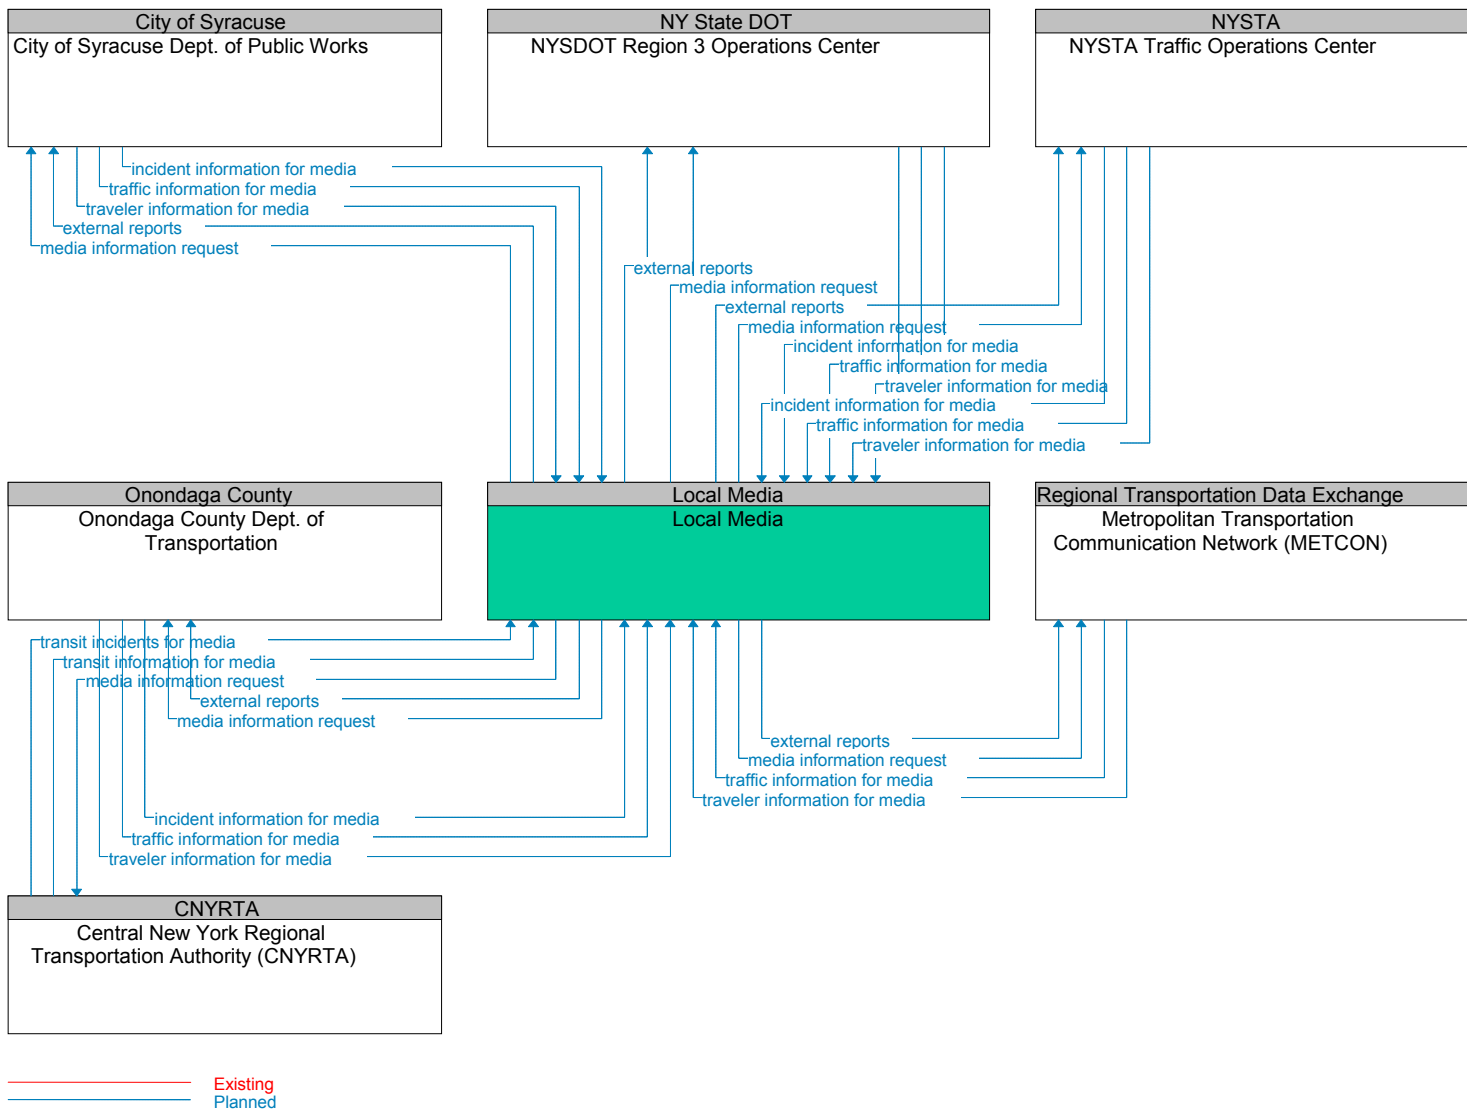 City of Syracuse
City of Syracuse Dept. of Public Works
NY State DOT
NYSDOT Region 3 Operations Center
NYSTA
NYSTA Traffic Operations Center
incident information for media
traffic information for media
traveler information for media
external reports
media information request
external reports
media information request
external reports
media information request
incident information for media
traffic information for media
traveler information for media
incident information for media
traffic information for media
traveler information for media
Onondaga County
Onondaga County Dept. of
Transportation
Local Media
Local Media
Regional Transportation Data Exchange
Metropolitan Transportation
Communication Network (METCON)
transit incidents for media
transit information for media
media information request
external reports
media information request
external reports
media information request
traffic information for media
traveler information for media
incident information for media
traffic information for media
traveler information for media
CNYRTA
Central New York Regional
Transportation Authority (CNYRTA)
Existing
Planned